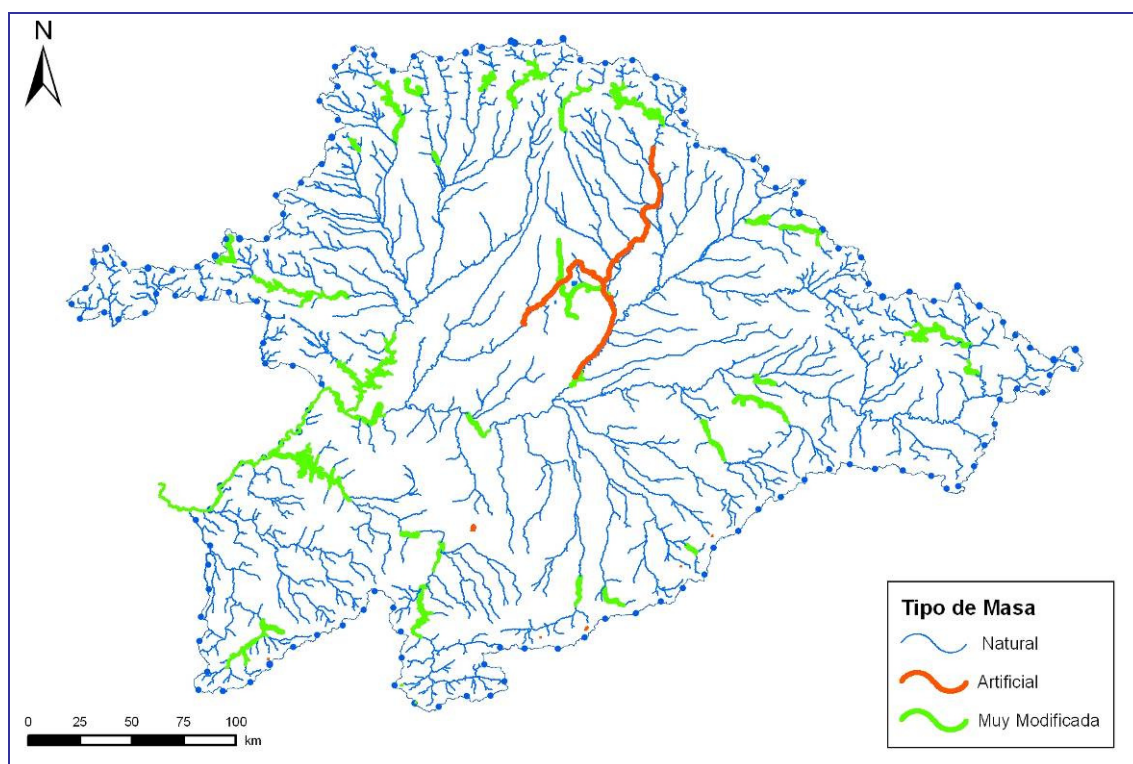 N
Tipo de Masa
Natural
Artificial
Muy Modificada
0 25 50 75 100
km